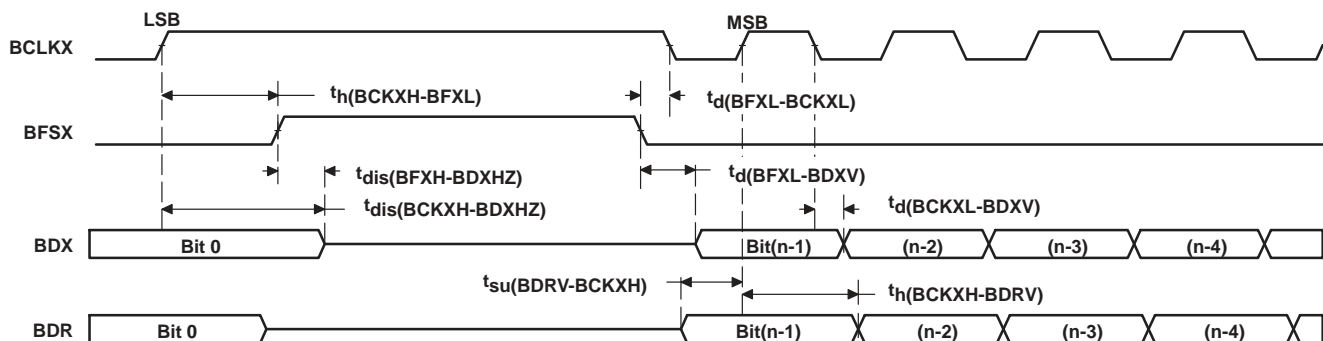 LSB
MSB
BCLKX
th(BCKXH-BFXL)
td(BFXL-BCKXL)
BFSX
tdis(BFXH-BDXHZ)
td(BFXL-BDXV)
tdis(BCKXH-BDXHZ)
td(BCKXL-BDXV)
BDX
Bit 0
Bit(n-1)
(n-2)
(n-3)
(n-4)
tsu(BDRV-BCKXH)
th(BCKXH-BDRV)
BDR
Bit 0
Bit(n-1)
(n-2)
(n-3)
(n-4)